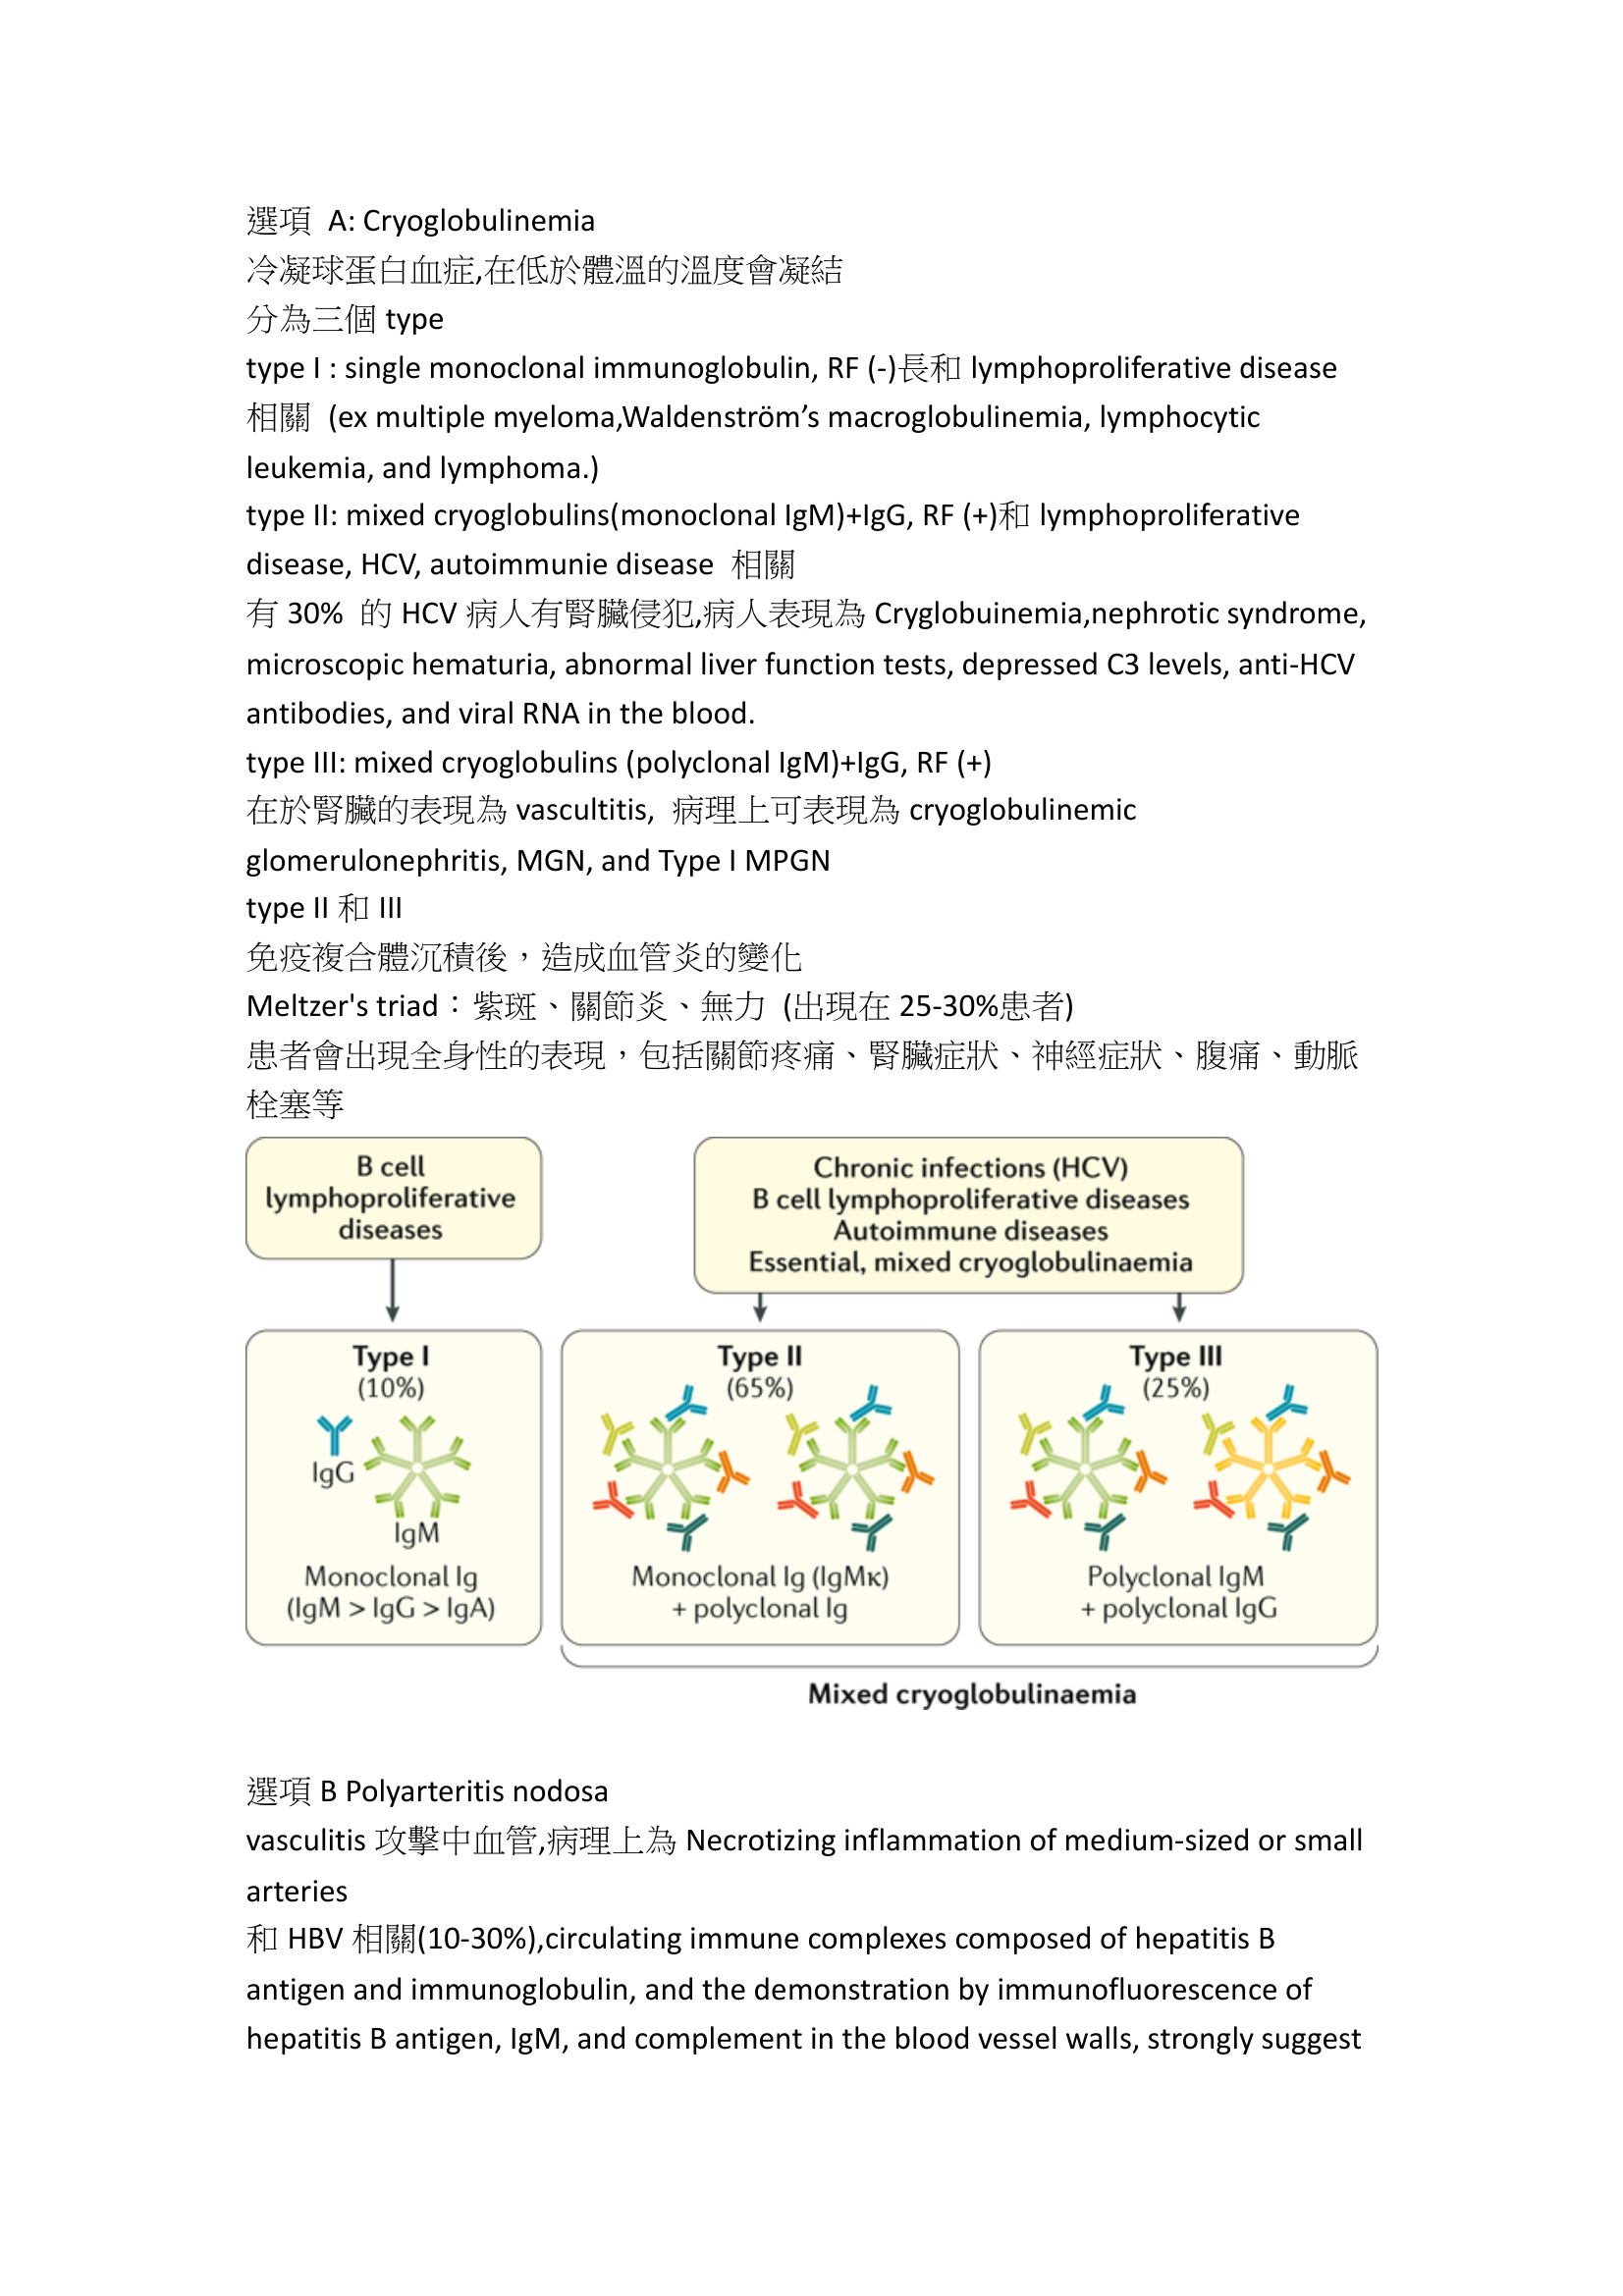 選項 A: Cryoglobulinemia
冷凝球蛋白血症,在低於體溫的溫度會凝結
分為三個 type
type I : single monoclonal immunoglobulin, RF (-)長和 lymphoproliferative disease
相關 (ex multiple myeloma,Waldenström’s macroglobulinemia, lymphocytic
leukemia, and lymphoma.)
type II: mixed cryoglobulins(monoclonal IgM)+IgG, RF (+)和 lymphoproliferative
disease, HCV, autoimmunie disease 相關
有 30% 的 HCV 病人有腎臟侵犯,病人表現為 Cryglobuinemia,nephrotic syndrome,
microscopic hematuria, abnormal liver function tests, depressed C3 levels, anti-HCV
antibodies, and viral RNA in the blood.
type III: mixed cryoglobulins (polyclonal IgM)+IgG, RF (+)
在於腎臟的表現為 vascultitis, 病理上可表現為 cryoglobulinemic
glomerulonephritis, MGN, and Type I MPGN
type II 和 III
免疫複合體沉積後，造成血管炎的變化
Meltzer's triad：紫斑、關節炎、無力 (出現在 25-30%患者)
患者會出現全身性的表現，包括關節疼痛、腎臟症狀、神經症狀、腹痛、動脈
栓塞等
B cell
lymphoproliferative
diseases
Chronic infections (HCV)
B cell lymphoproliferative diseases
Autoimmune diseases
Essential, mixed cryoglobulinaemia
Type I
(10%)
IgG
IgM
Monoclonal Ig
(IgM > IgG > IgA)
Type II
(65%)
Monoclonal Ig (IgMκ)
+ polyclonal Ig
Type III
(25%)
Polyclonal IgM
+ polyclonal IgG
Mixed cryoglobulinaemia
選項 B Polyarteritis nodosa
vasculitis 攻擊中血管,病理上為 Necrotizing inflammation of medium-sized or small
arteries
和 HBV 相關(10-30%),circulating immune complexes composed of hepatitis B
antigen and immunoglobulin, and the demonstration by immunofluorescence of
hepatitis B antigen, IgM, and complement in the blood vessel walls, strongly suggest